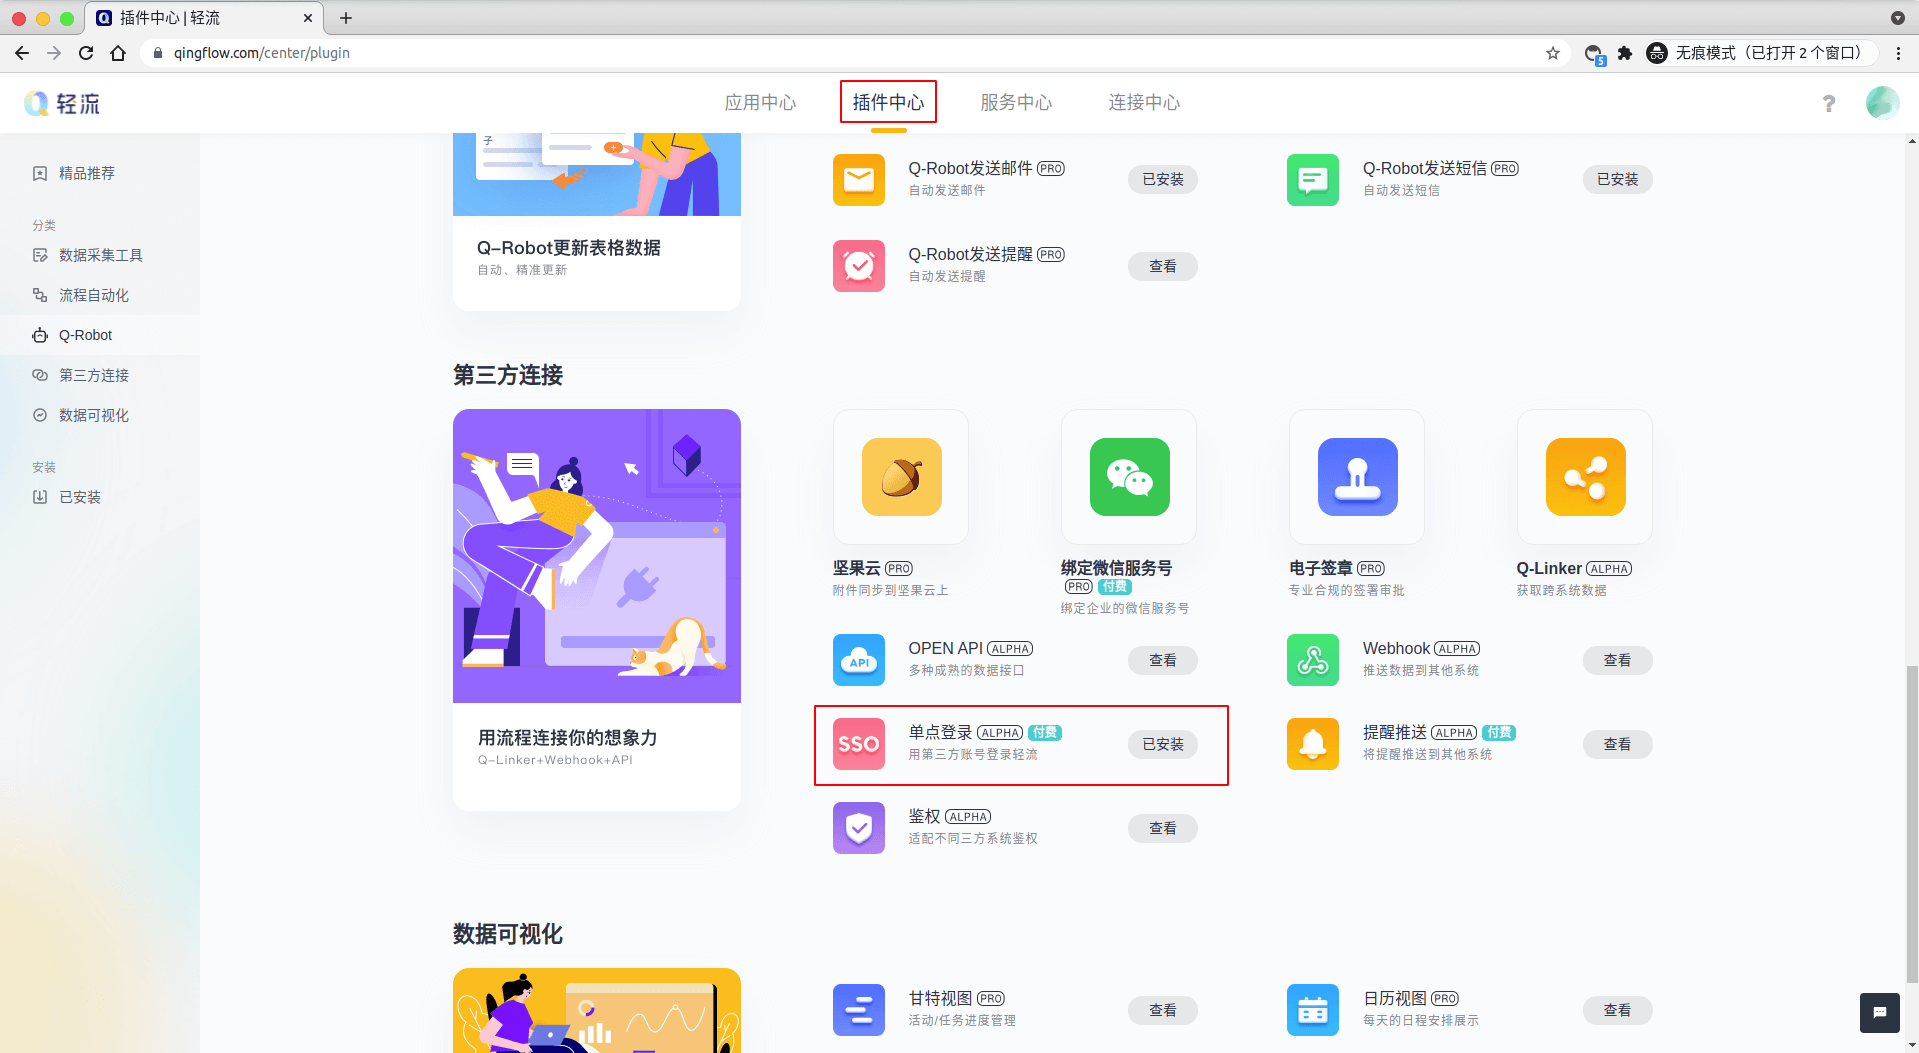 插件中心 | 轻流
qingflow.com/center/plugin
5
无痕模式（已打开 2 个窗口）
轻流
应用中心
插件中心
服务中心
连接中心
?
精品推荐
分类
数据采集工具
流程自动化
Q-Robot
第三方连接
数据可视化
安装
已安装
子
Q-Robot更新表格数据
自动、精准更新
Q-Robot发送邮件 PRO
自动发送邮件
已安装
Q-Robot发送短信 PRO
自动发送短信
已安装
Q-Robot发送提醒 PRO
自动发送提醒
查看
第三方连接
用流程连接你的想象力
Q-Linker+Webhook+API
坚果云 PRO
附件同步到坚果云上
绑定微信服务号
PRO 付费
绑定企业的微信服务号
电子签章 PRO
专业合规的签署审批
Q-Linker ALPHA
获取跨系统数据
API
OPEN API ALPHA
多种成熟的数据接口
查看
Webhook ALPHA
推送数据到其他系统
查看
SSO
单点登录 ALPHA 付费
用第三方账号登录轻流
已安装
提醒推送 ALPHA 付费
将提醒推送到其他系统
查看
鉴权 ALPHA
适配不同三方系统鉴权
查看
数据可视化
甘特视图 PRO
活动/任务进度管理
查看
日历视图 PRO
每天的日程安排展示
查看